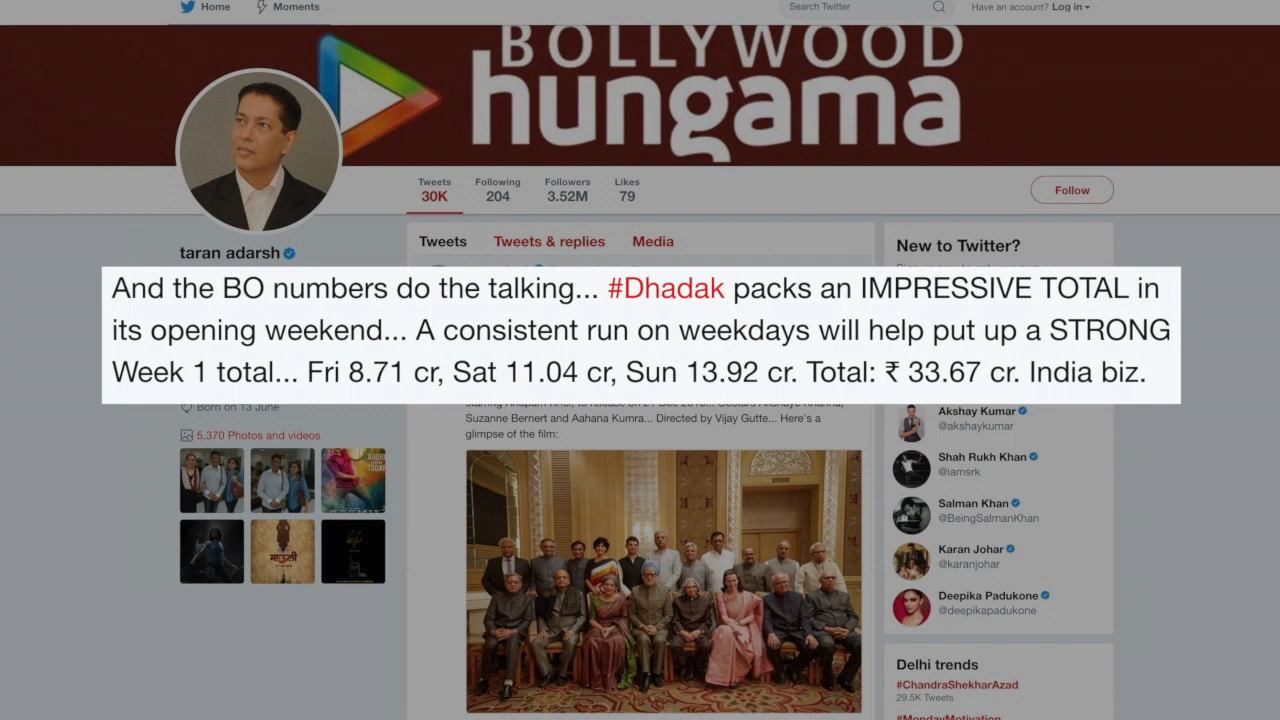 Home
Moments
Search Twitter
Have an account? Log in
BOLLYWOOD
hungama
Tweets
30K
Following
204
Followers
3.52M
Likes
79
Follow
taran adarsh
Tweets
Tweets & replies
Media
New to Twitter?
And the BO numbers do the talking... #Dhadak packs an IMPRESSIVE TOTAL in
its opening weekend... A consistent run on weekdays will help put up a STRONG
Week 1 total... Fri 8.71 cr, Sat 11.04 cr, Sun 13.92 cr. Total: ₹ 33.67 cr. India biz.
Born on 13 June
5,370 Photos and videos
AUDIO
TODAY
माऊली
Suzanne Bernert and Aahana Kumra... Directed by Vijay Gutte... Here's a
glimpse of the film:
Akshay Kumar
@akshaykumar
Shah Rukh Khan
@iamsrk
Salman Khan
@BeingSalmanKhan
Karan Johar
@karanjohar
Deepika Padukone
@deepikapadukone
Delhi trends
#ChandraShekharAzad
29.5K Tweets
#MondayMotivation